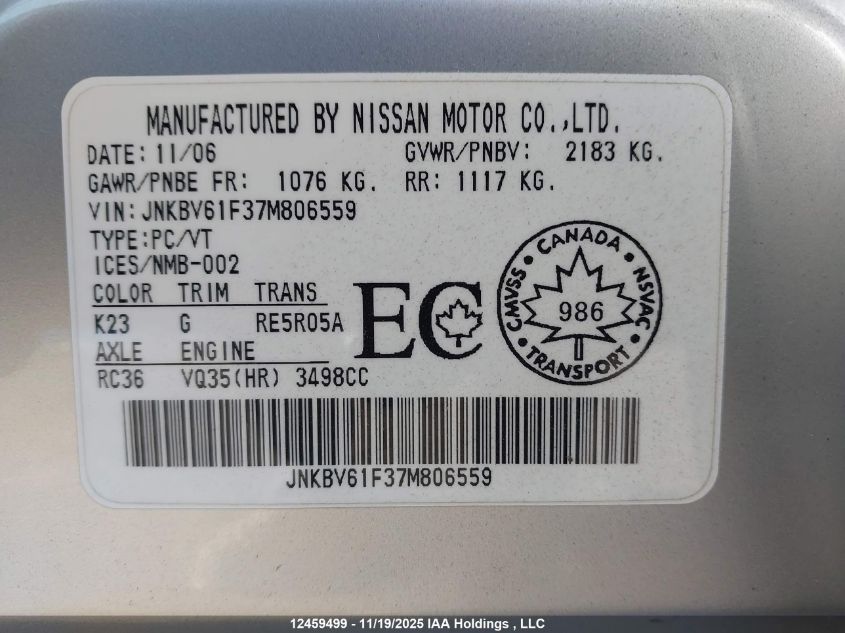 MANUFACTURED BY NISSAN MOTOR CO.,LTD.
DATE: 11/06 GVWR/PNBV: 2183 KG.
GAWR/PNBE FR: 1076 KG. RR: 1117 KG.
VIN: JNKBV61F37M806559
TYPE:PC/VT
ICES/NMB-002
COLOR TRIM TRANS
K23 G RE5R05A
AXLE ENGINE
RC36 VQ35(HR) 3498CC
EC
CANADA
CMVSS
NSVAC
986
TRANSPORT
JNKBV61F37M806559
12459499 - 11/19/2025 IAA Holdings , LLC